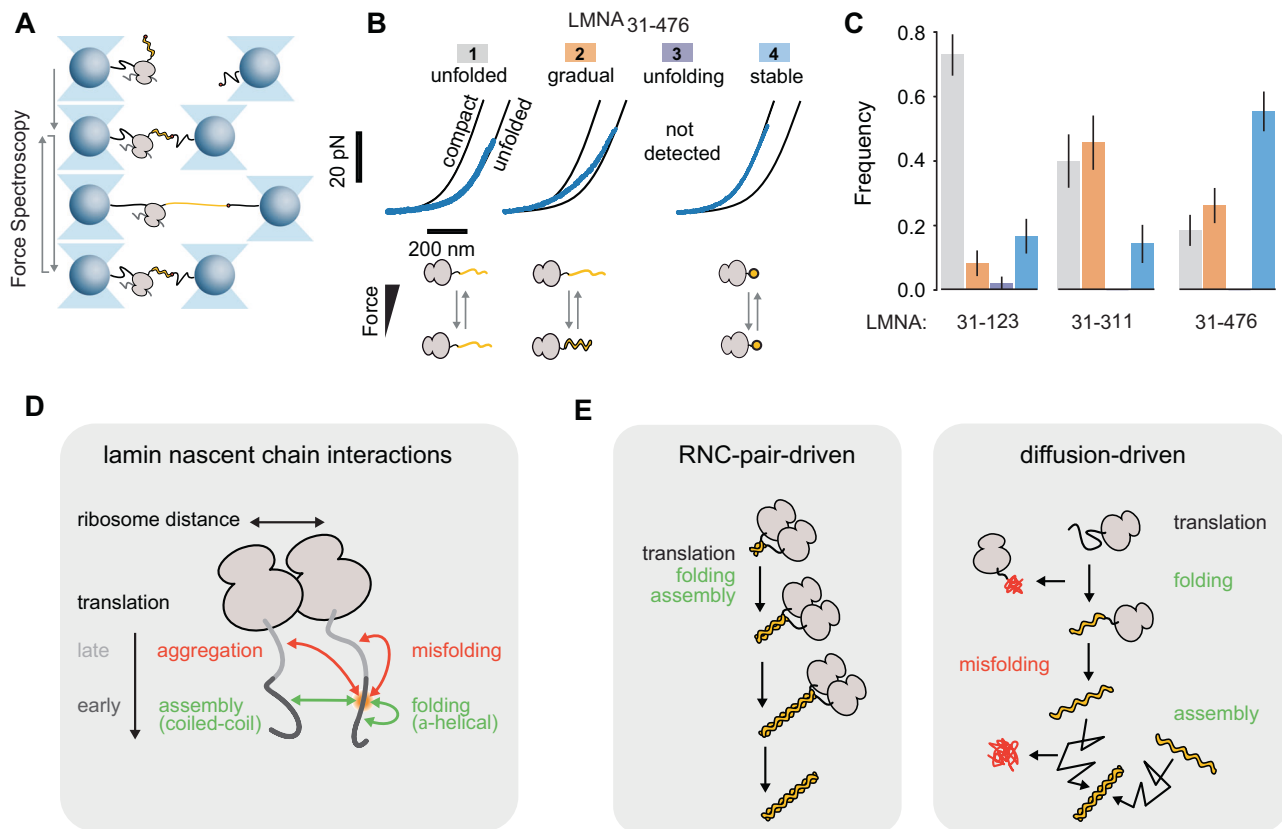 A
Force Spectroscopy
B
LMNA 31-476
1
2
3
4
unfolded
gradual
unfolding
stable
20 pN
compact
unfolded
not
detected
200 nm
Force
C
Frequency
0.8
0.6
0.4
0.2
0.0
LMNA:
31-123
31-311
31-476
D
lamin nascent chain interactions
ribosome distance
translation
late
aggregation
misfolding
early
assembly
(coiled-coil)
folding
(a-helical)
E
RNC-pair-driven
translation
folding
assembly
diffusion-driven
translation
folding
misfolding
assembly